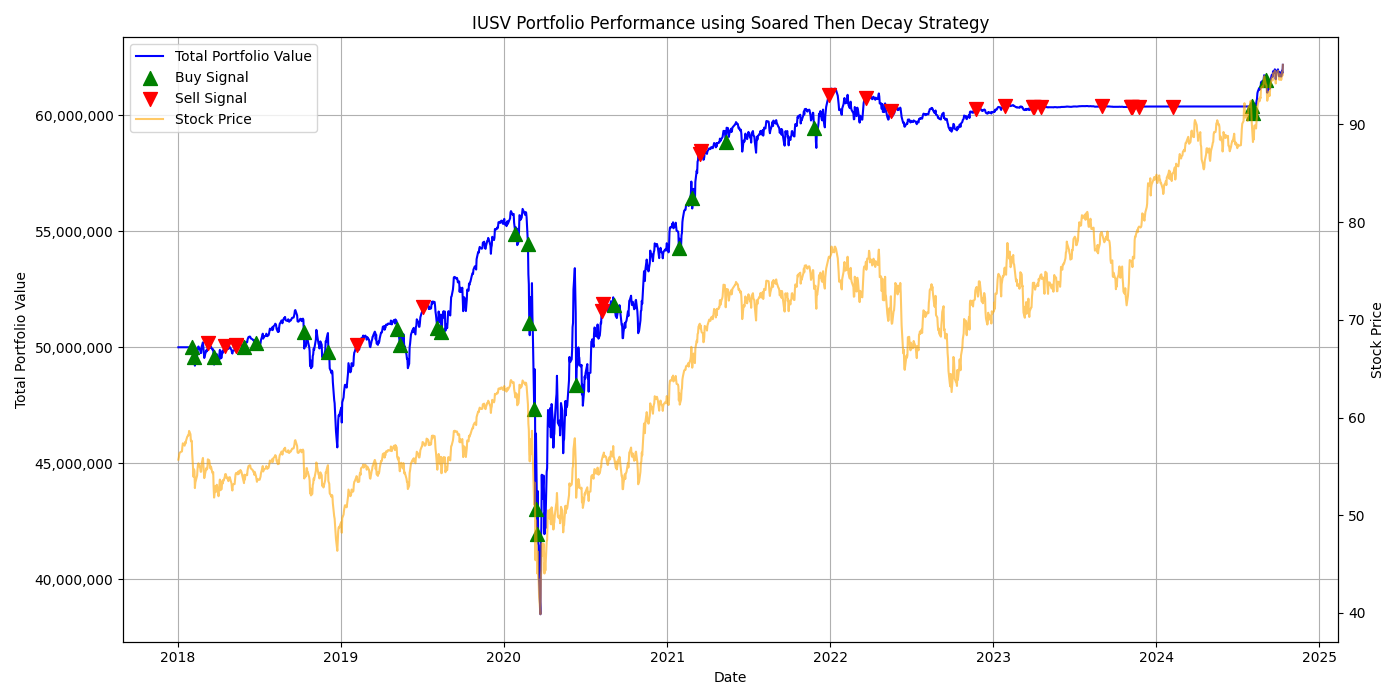 IUSV Portfolio Performance using Soared Then Decay Strategy
Total Portfolio Value
Buy Signal
Sell Signal
Stock Price
60,000,000
55,000,000
50,000,000
45,000,000
40,000,000
Total Portfolio Value
90
80
70
60
50
40
Stock Price
2018 2019 2020 2021 2022 2023 2024 2025
Date